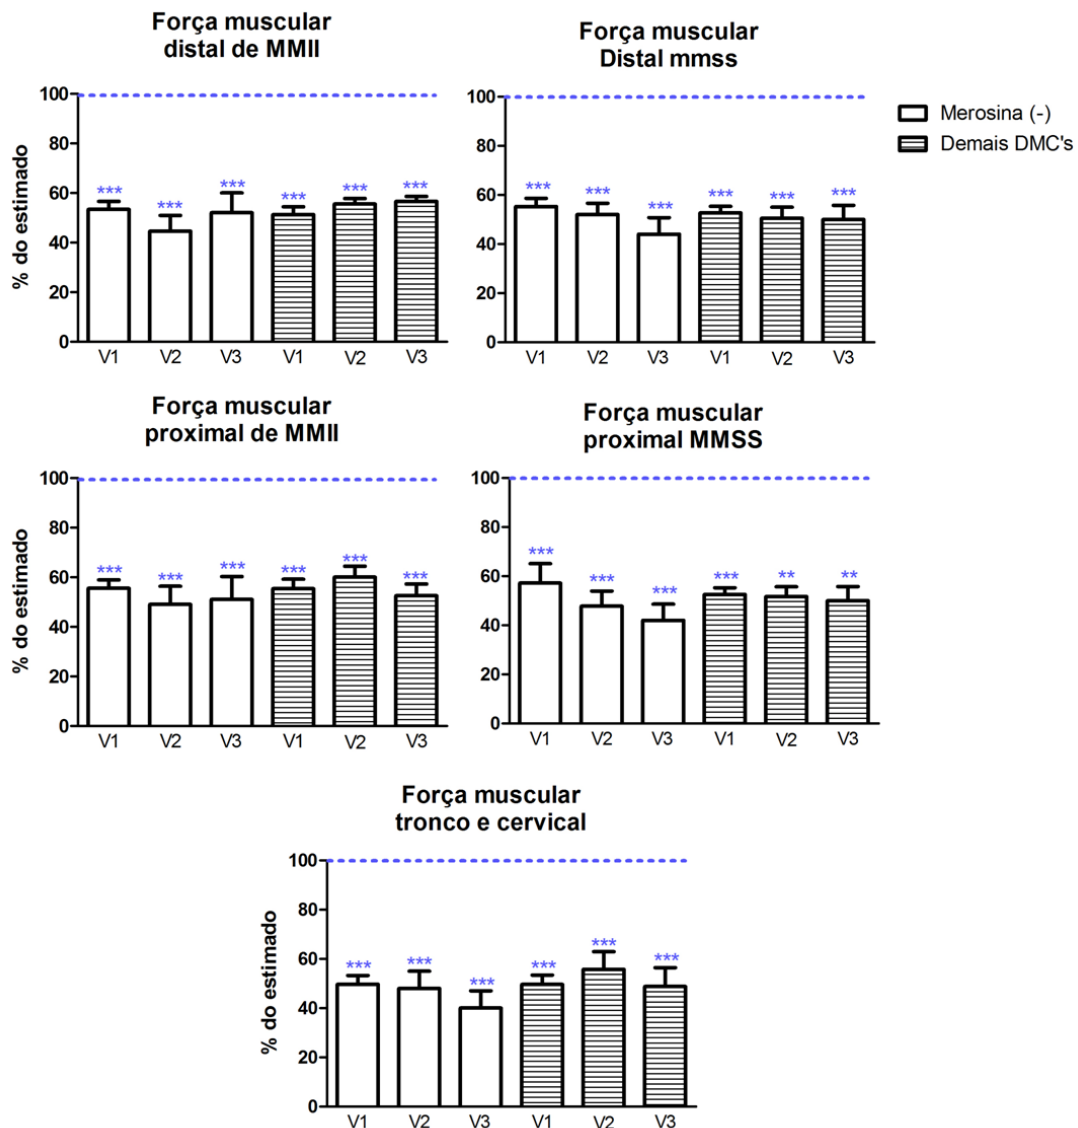 Força muscular
distal de MMII
% do estimado
100
80
60
40
20
0
*** *** *** *** *** ***
V1 V2 V3 V1 V2 V3
Força muscular
Distal mmss
100
80
60
40
20
0
*** *** *** *** *** ***
V1 V2 V3 V1 V2 V3
Merosina (-)
Demais DMC's
Força muscular
proximal de MMII
% do estimado
100
80
60
40
20
0
*** *** *** *** *** ***
V1 V2 V3 V1 V2 V3
Força muscular
proximal MMSS
100
80
60
40
20
0
*** *** *** *** ** **
V1 V2 V3 V1 V2 V3
Força muscular
tronco e cervical
% do estimado
100
80
60
40
20
0
*** *** *** *** *** ***
V1 V2 V3 V1 V2 V3